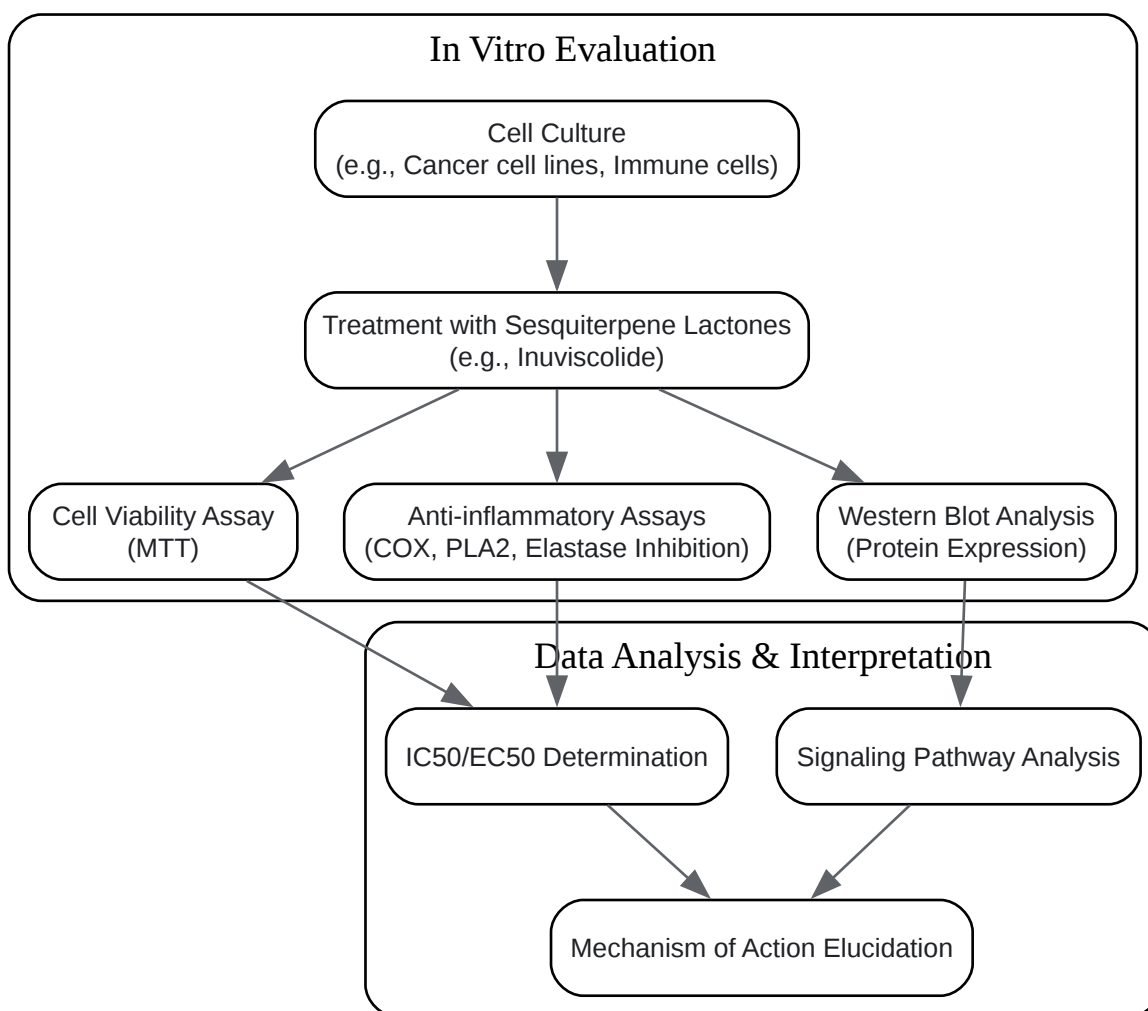 In Vitro Evaluation
Cell Culture
(e.g., Cancer cell lines, Immune cells)
Treatment with Sesquiterpene Lactones
(e.g., Inuviscolide)
Cell Viability Assay
(MTT)
Anti-inflammatory Assays
(COX, PLA2, Elastase Inhibition)
Western Blot Analysis
(Protein Expression)
Data Analysis & Interpretation
IC50/EC50 Determination
Signaling Pathway Analysis
Mechanism of Action Elucidation